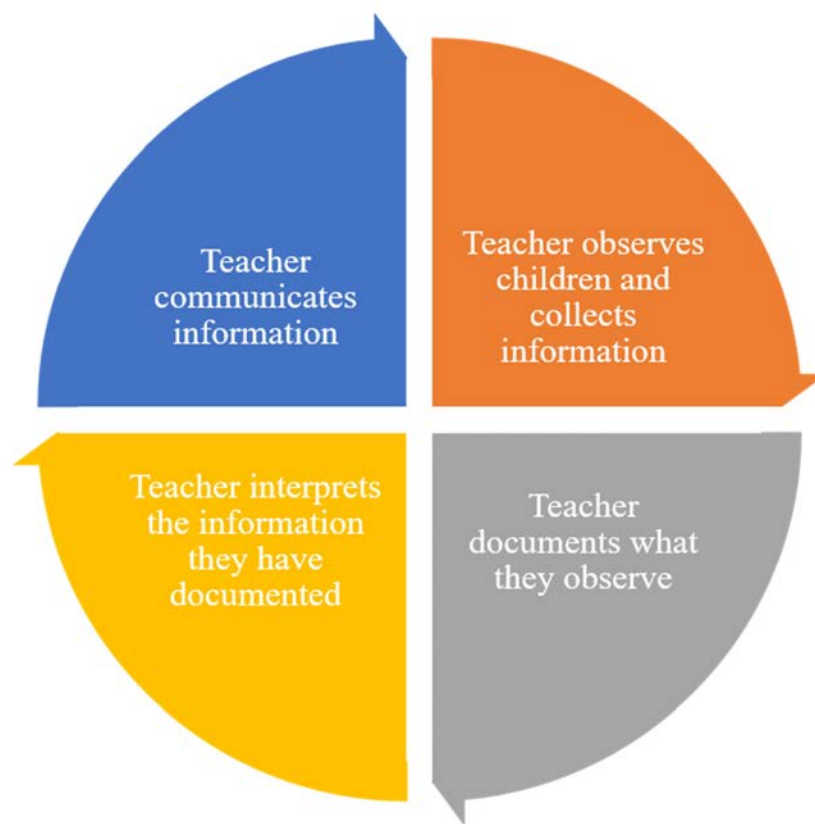 Teacher
communicates
information
Teacher observes
children and
collects
information
Teacher interprets
the information
they have
documented
Teacher
documents what
they observe